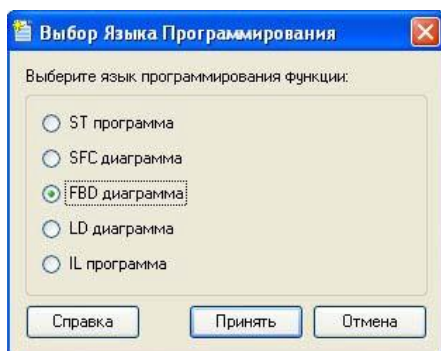 Выбор Языка Программирования
Выберите язык программирования функции:
ST программа
SFC диаграмма
FBD диаграмма
LD диаграмма
IL программа
Справка Принять Отмена